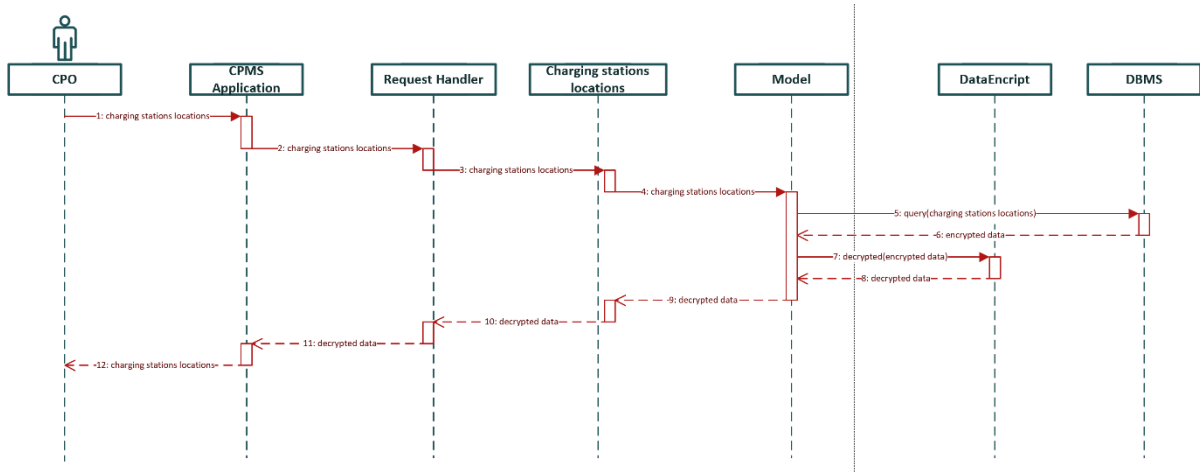 CPO
CPMS
Application
Request Handler
Charging stations
locations
Model
DataEncript
DBMS
1: charging stations locations
2: charging stations locations
3: charging stations locations
4: charging stations locations
5: query(charging stations locations)
6: encrypted data
7: decrypted(encrypted data)
8: decrypted data
9: decrypted data
10: decrypted data
11: decrypted data
12: charging stations locations